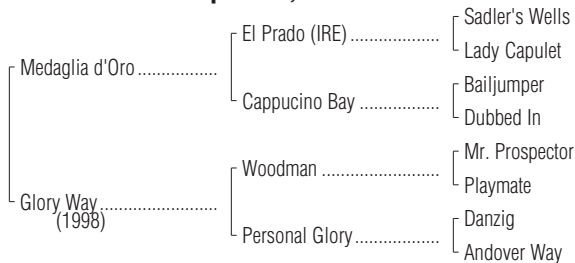 Sadler's Wells
El Prado (IRE) ....................
Lady Capulet
Medaglia d'Oro .................
Bailjumper
Cappucino Bay ..................
Dubbed In
Mr. Prospector
Woodman ..........................
Playmate
Glory Way ........................
(1998)
Danzig
Personal Glory ..................
Andover Way